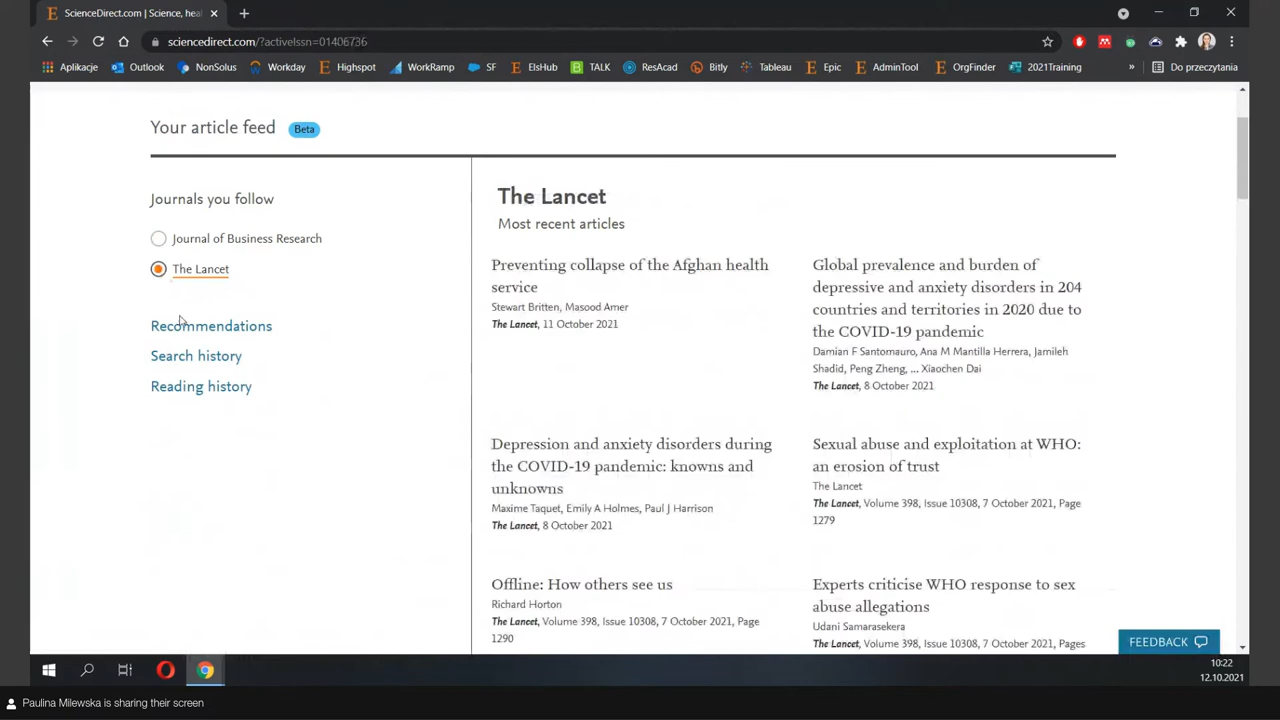 ScienceDirect.com | Science, hea
sciencedirect.com/?activeIssn=01406736
Aplikacje
Outlook
NonSolus
Workday
Highspot
WorkRamp
SF
ElsHub
TALK
ResAcad
Bitly
Tableau
Epic
AdminTool
OrgFinder
2021Training
»
Do przeczytania
Your article feed
Beta
Journals you follow
Journal of Business Research
The Lancet
Recommendations
Search history
Reading history
The Lancet
Most recent articles
Preventing collapse of the Afghan health
service
Stewart Britten, Masood Amer
The Lancet, 11 October 2021
Global prevalence and burden of
depressive and anxiety disorders in 204
countries and territories in 2020 due to
the COVID-19 pandemic
Damian F Santomauro, Ana M Mantilla Herrera, Jamileh
Shadid, Peng Zheng, ... Xiaochen Dai
The Lancet, 8 October 2021
Depression and anxiety disorders during
the COVID-19 pandemic: knowns and
unknowns
Maxime Taquet, Emily A Holmes, Paul J Harrison
The Lancet, 8 October 2021
Sexual abuse and exploitation at WHO:
an erosion of trust
The Lancet
The Lancet, Volume 398, Issue 10308, 7 October 2021, Page
1279
Offline: How others see us
Richard Horton
The Lancet, Volume 398, Issue 10308, 7 October 2021, Page
1290
Experts criticise WHO response to sex
abuse allegations
Udani Samarasekera
The Lancet, Volume 398, Issue 10308, 7 October 2021, Pages
FEEDBACK
10:22
12.10.2021
Paulina Milewska is sharing their screen